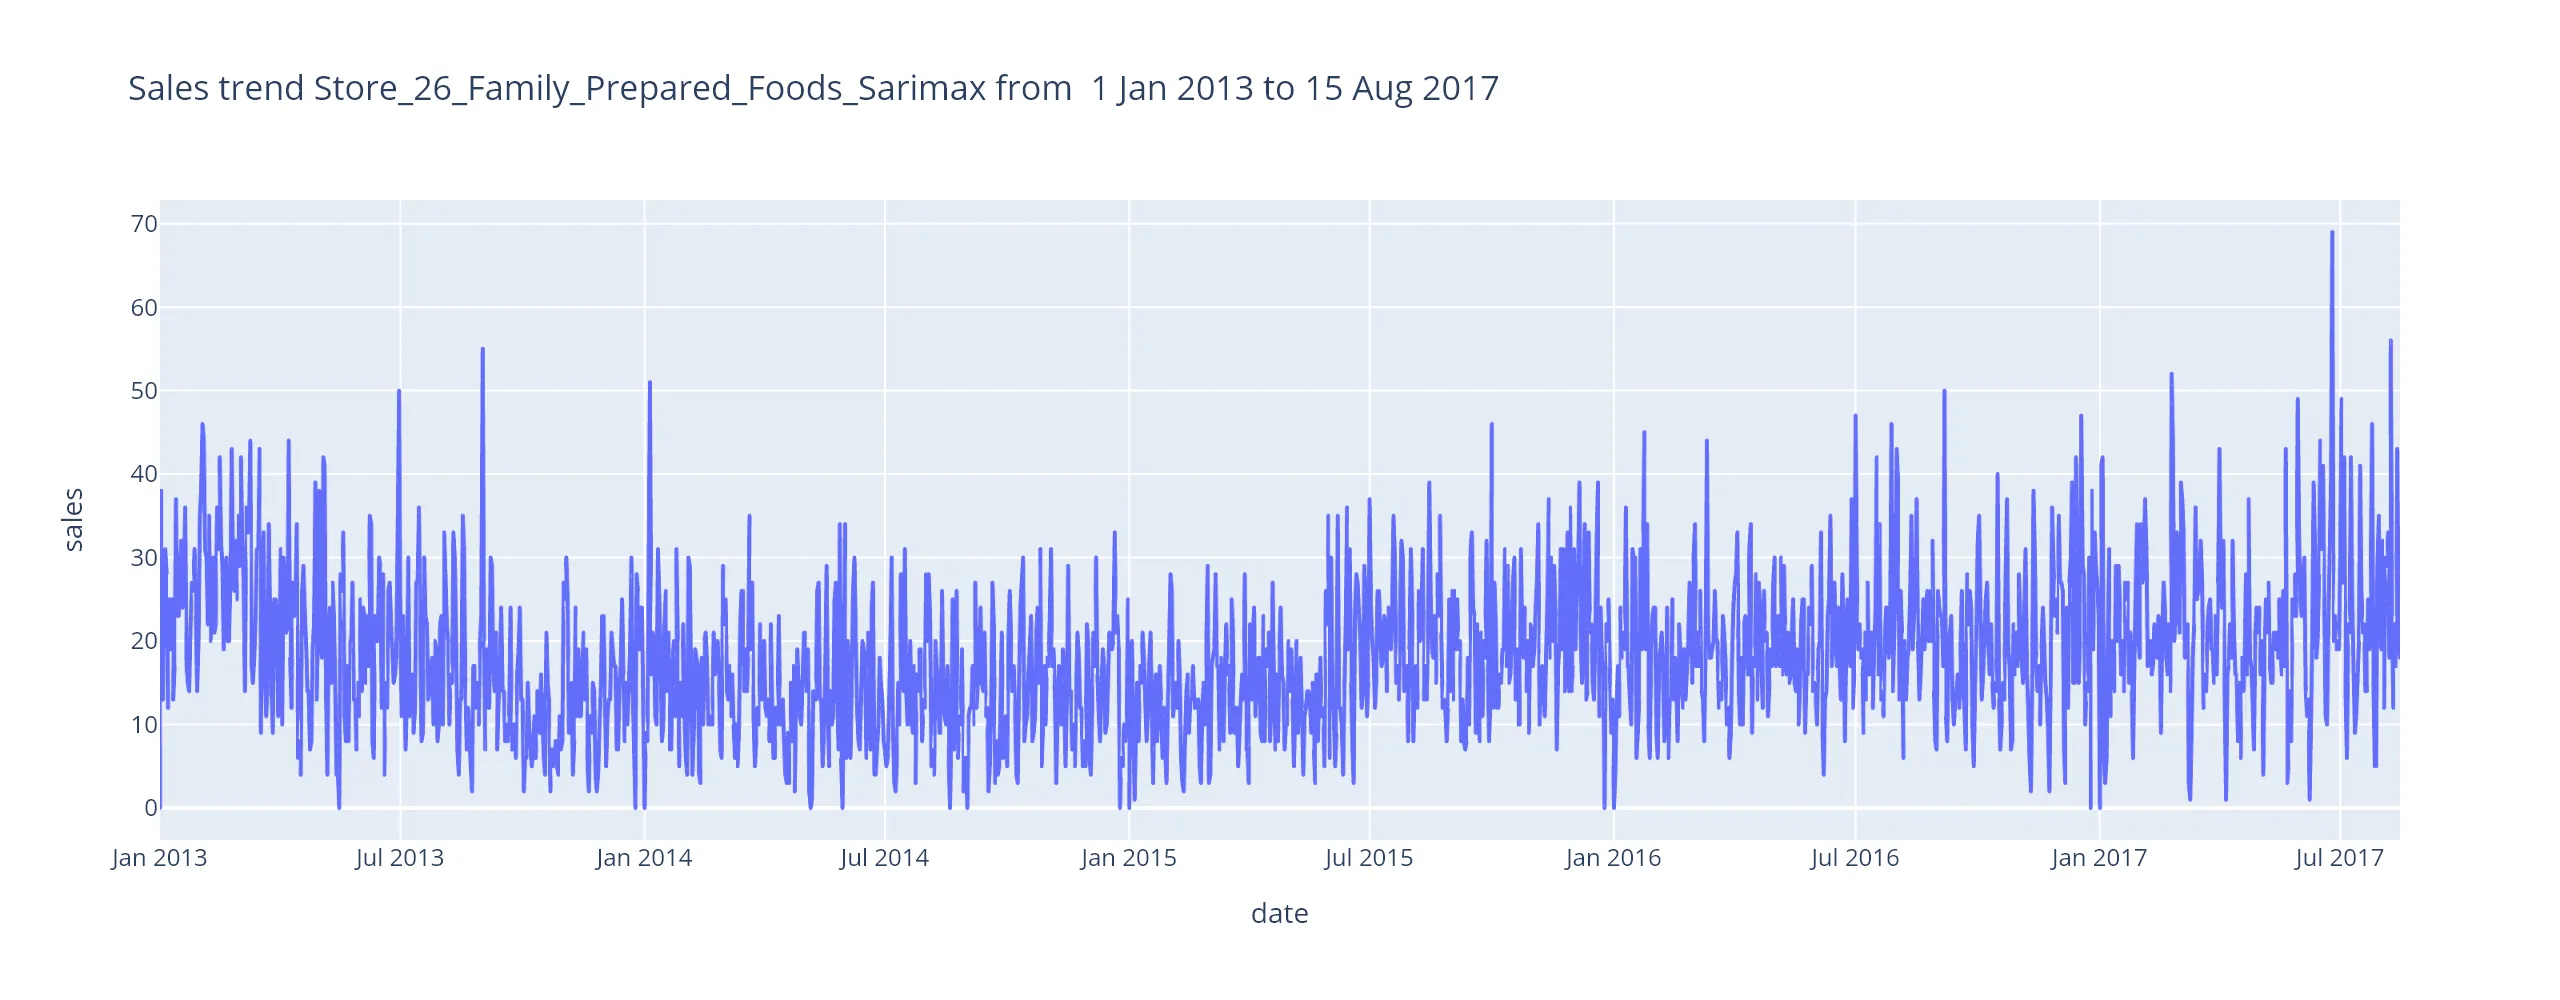 Sales trend Store_26_Family_Prepared_Foods_Sarimax from  1 Jan 2013 to 15 Aug 2017
70
60
50
40
30
20
10
0
sales
Jan 2013 Jul 2013 Jan 2014 Jul 2014 Jan 2015 Jul 2015 Jan 2016 Jul 2016 Jan 2017 Jul 2017
date